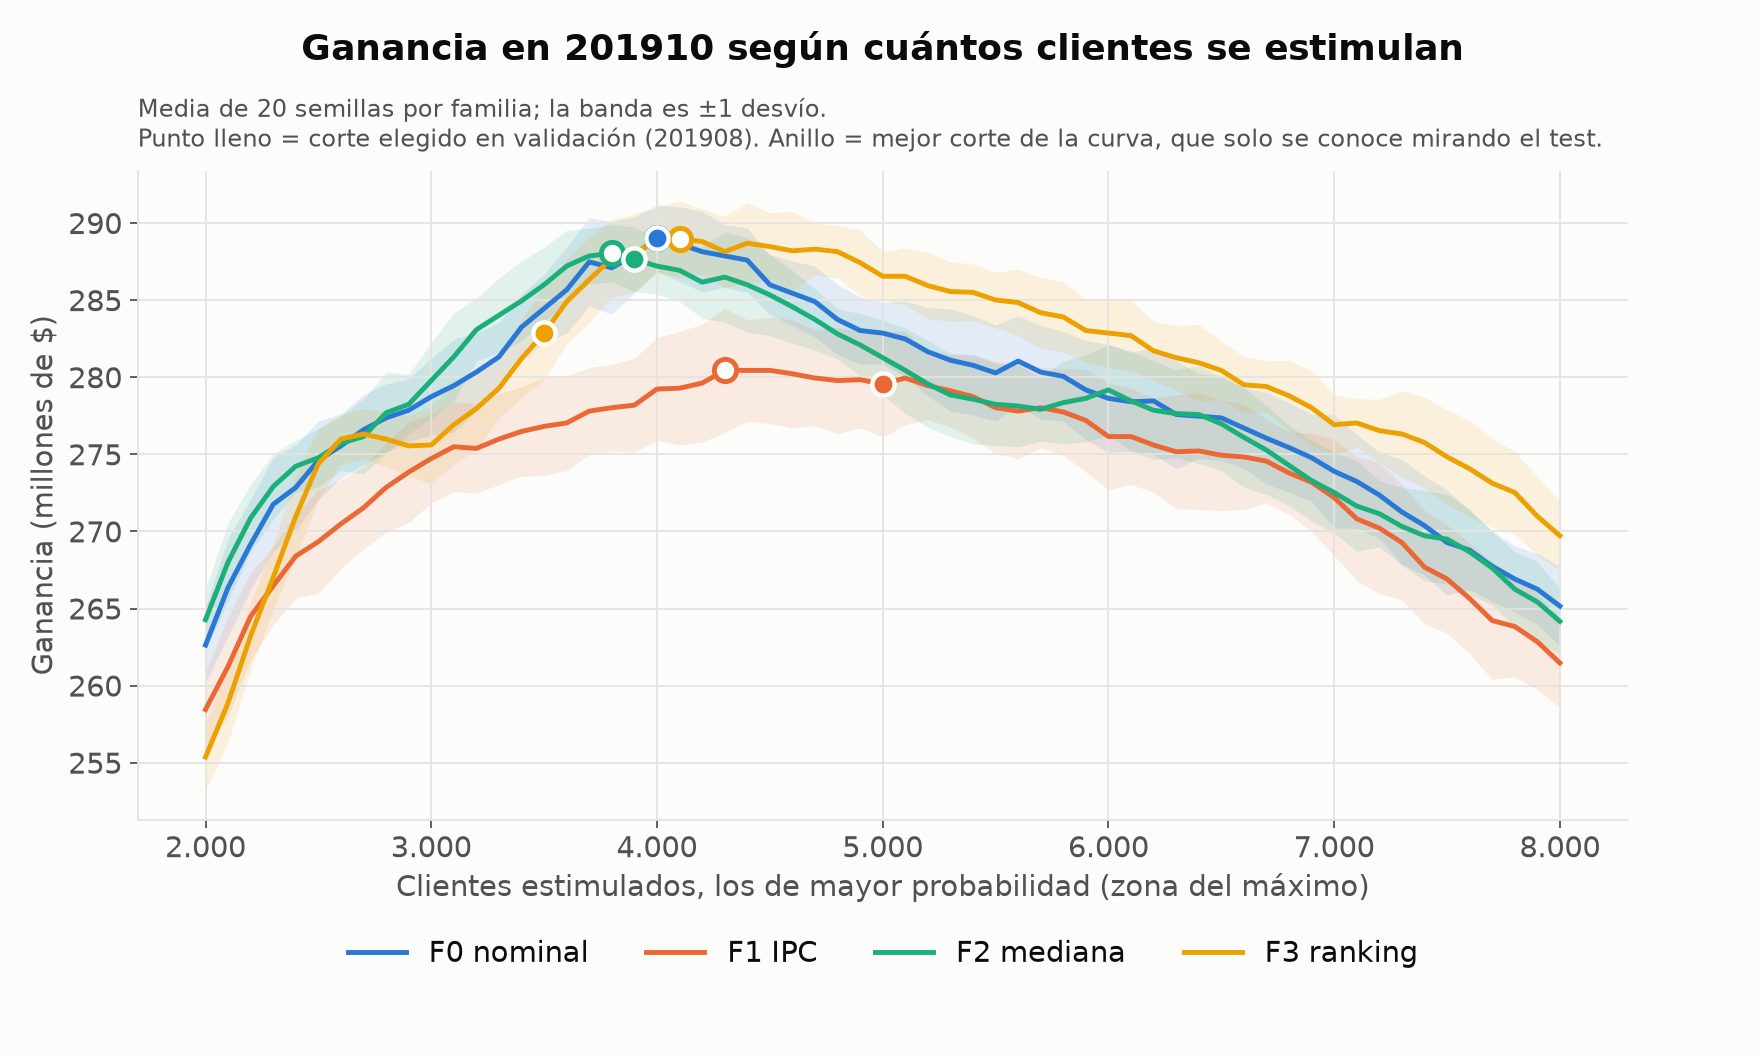 Ganancia en 201910 según cuántos clientes se estimulan
Media de 20 semillas por familia; la banda es ±1 desvío.
Punto lleno = corte elegido en validación (201908). Anillo = mejor corte de la curva, que solo se conoce mirando el test.
Ganancia (millones de $)
290
285
280
275
270
265
260
255
2.000
3.000
4.000
5.000
6.000
7.000
8.000
Clientes estimulados, los de mayor probabilidad (zona del máximo)
F0 nominal
F1 IPC
F2 mediana
F3 ranking